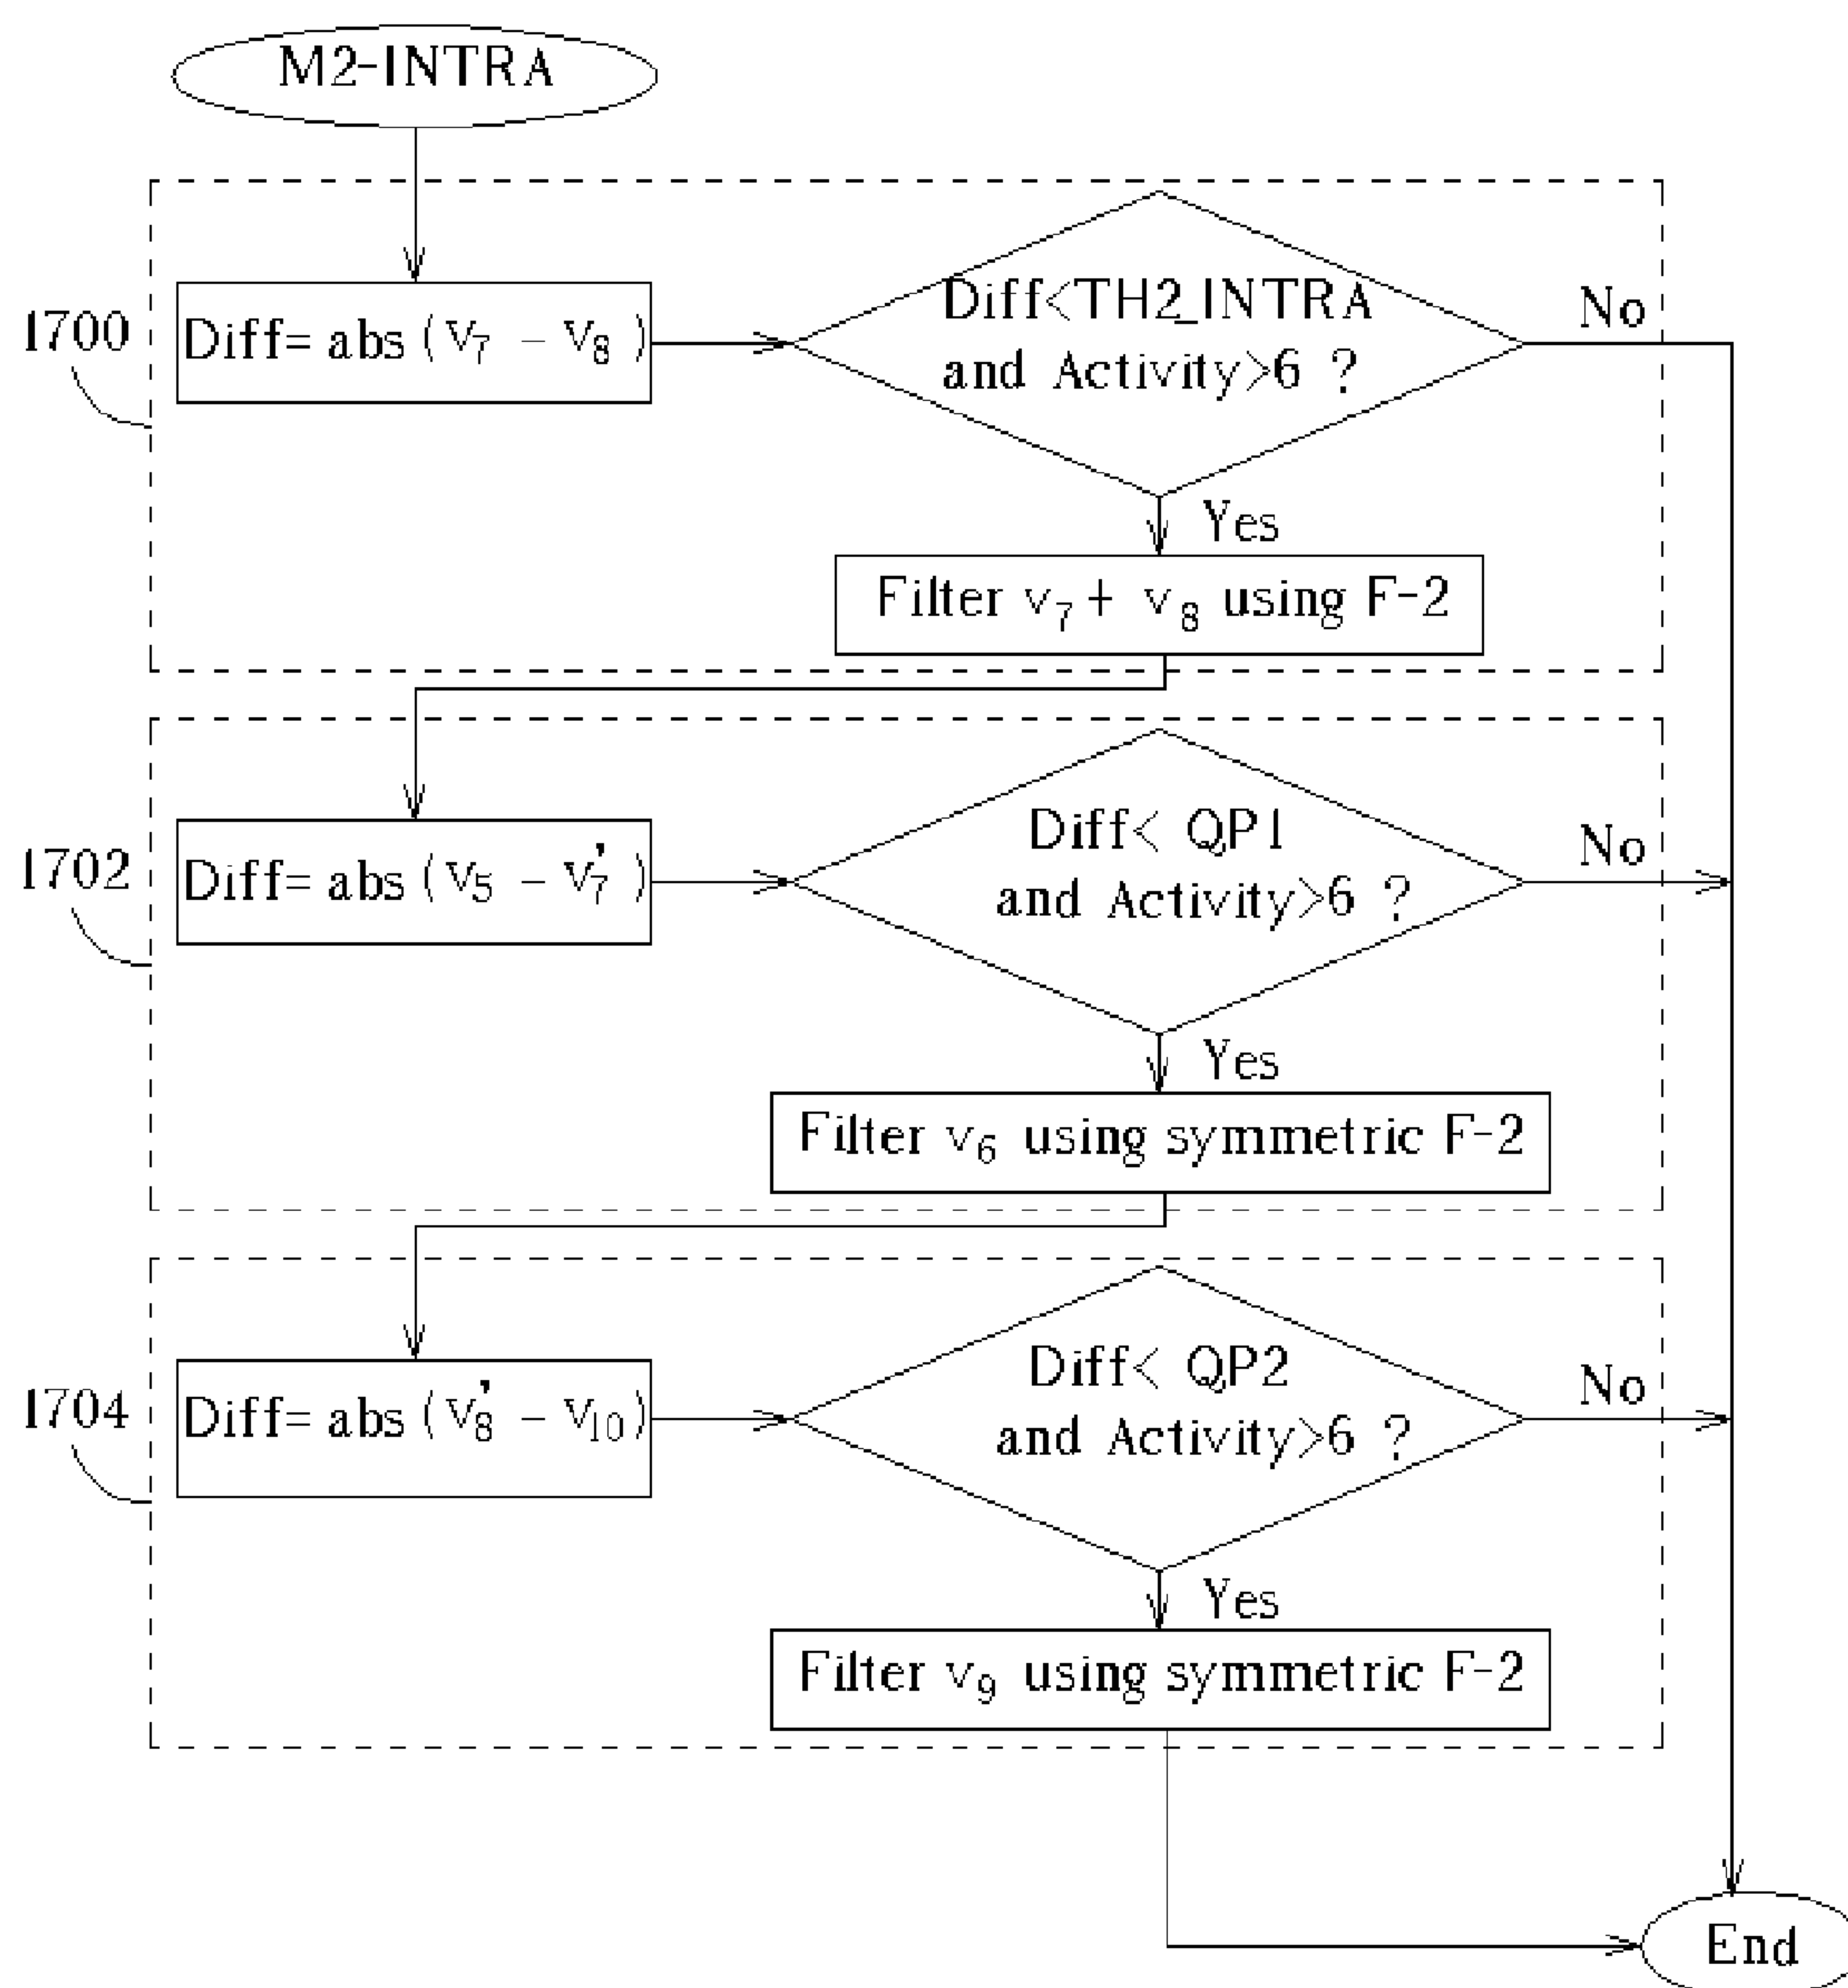 M2-INTRA
1700
Diff= abs (v₇ - v₈ )
Diff<TH2_INTRA
and Activity>6 ?
No
Yes
Filter v₇+ v₈ using F-2
1702
Diff= abs (v₅ - v₇' )
Diff< QP1
and Activity>6 ?
No
Yes
Filter v₆ using symmetric F-2
1704
Diff= abs (v₈' - v₁₀)
Diff< QP2
and Activity>6 ?
No
Yes
Filter v₉ using symmetric F-2
End